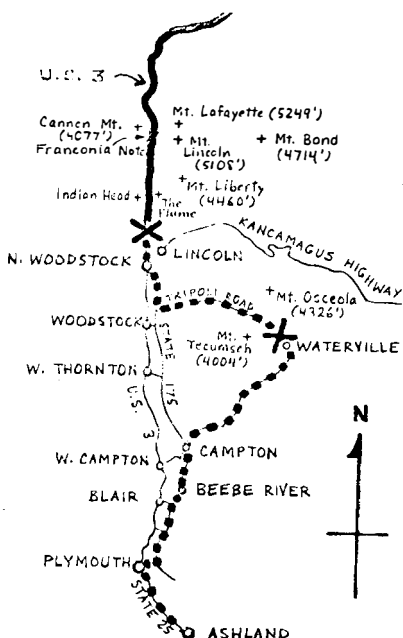 U.S. 3
Mt. Lafayette (5249')
Cannon Mt.
(4077')
Franconia Notch
Mt.
Lincoln
(5108')
Mt. Bond
(4714')
Mt. Liberty
(4460')
Indian Head
The
Flume
KANCAMAGUS HIGHWAY
LINCOLN
N. WOODSTOCK
TRIPOLI ROAD
Mt. Osceola
(4326')
WOODSTOCK
STATE 175
Mt.
Tecumseh
(4004')
WATERVILLE
W. THORNTON
U.S. 3
N
CAMPTON
W. CAMPTON
BEEBE RIVER
BLAIR
PLYMOUTH
STATE 25
ASHLAND